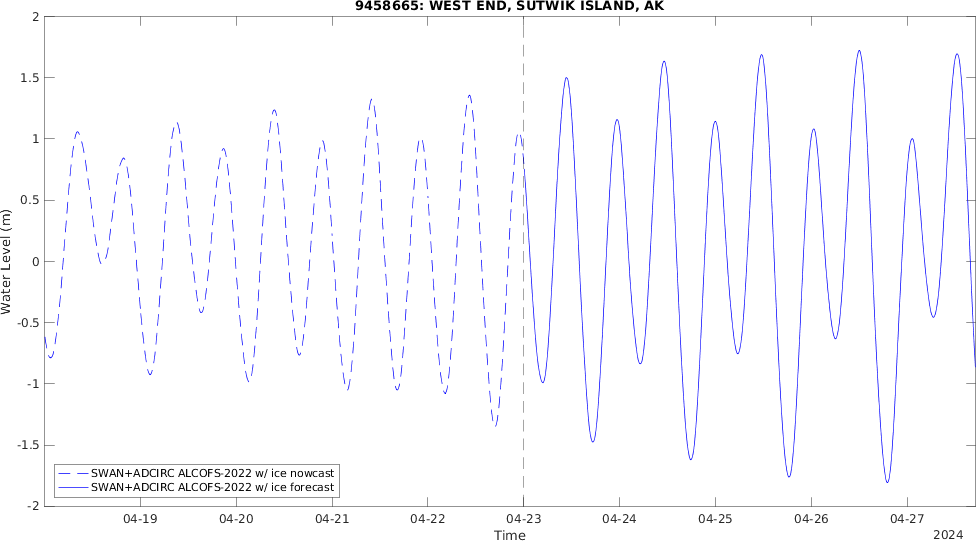 9458665: WEST END, SUTWIK ISLAND, AK
2
1.5
1
0.5
0
-0.5
-1
-1.5
-2
Water Level (m)
SWAN+ADCIRC ALCOFS-2022 w/ ice nowcast
SWAN+ADCIRC ALCOFS-2022 w/ ice forecast
04-19 04-20 04-21 04-22 04-23 04-24 04-25 04-26 04-27
Time
2024